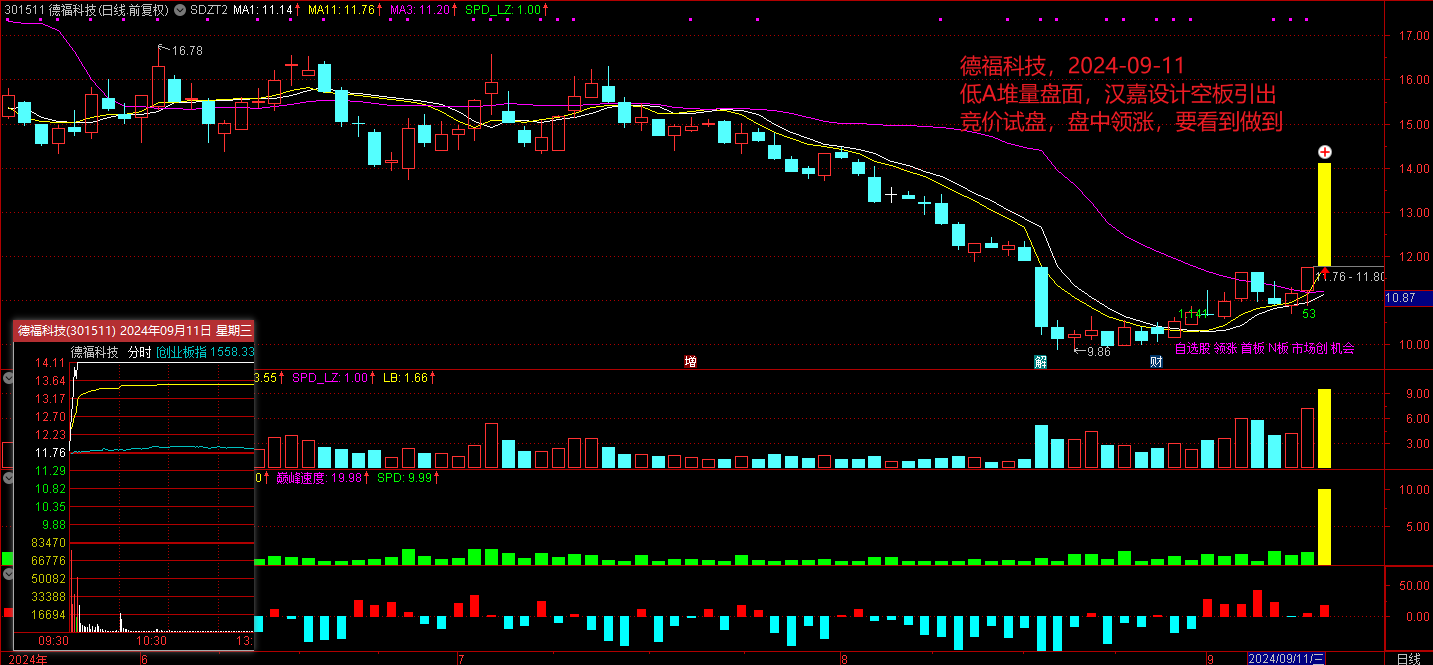 301511 德福科技(日线.前复权) SDZT2 MA1: 11.14↑ MA11: 11.76↑ MA3: 11.20↑ SPD_LZ: 1.00↑
17.00
16.78
德福科技，2024-09-11
16.00
低A堆量盘面，汉嘉设计空板引出
竞价试盘，盘中领涨，要看到做到
15.00
14.00
13.00
12.00
11.76 - 11.80
10.87
53
德福科技(301511) 2024年09月11日 星期三
自选股 领涨 首板 N板 市场创 机会
10.00
9.86
增
解
财
德福科技 分时 [创业板指 1558.33
14.11
3.55↑ SPD_LZ: 1.00↑ LB: 1.66↑
13.64
13.17
9.00
12.70
6.00
12.23
3.00
11.76
11.29
0↑ 巅峰速度: 19.98↑ SPD: 9.99↑
10.82
10.00
10.35
9.88
5.00
83470
66776
50082
50.00
33388
16694
0.00
09:30 10:30 13:
2024年 6 7 8 9 2024/09/11/三 日线